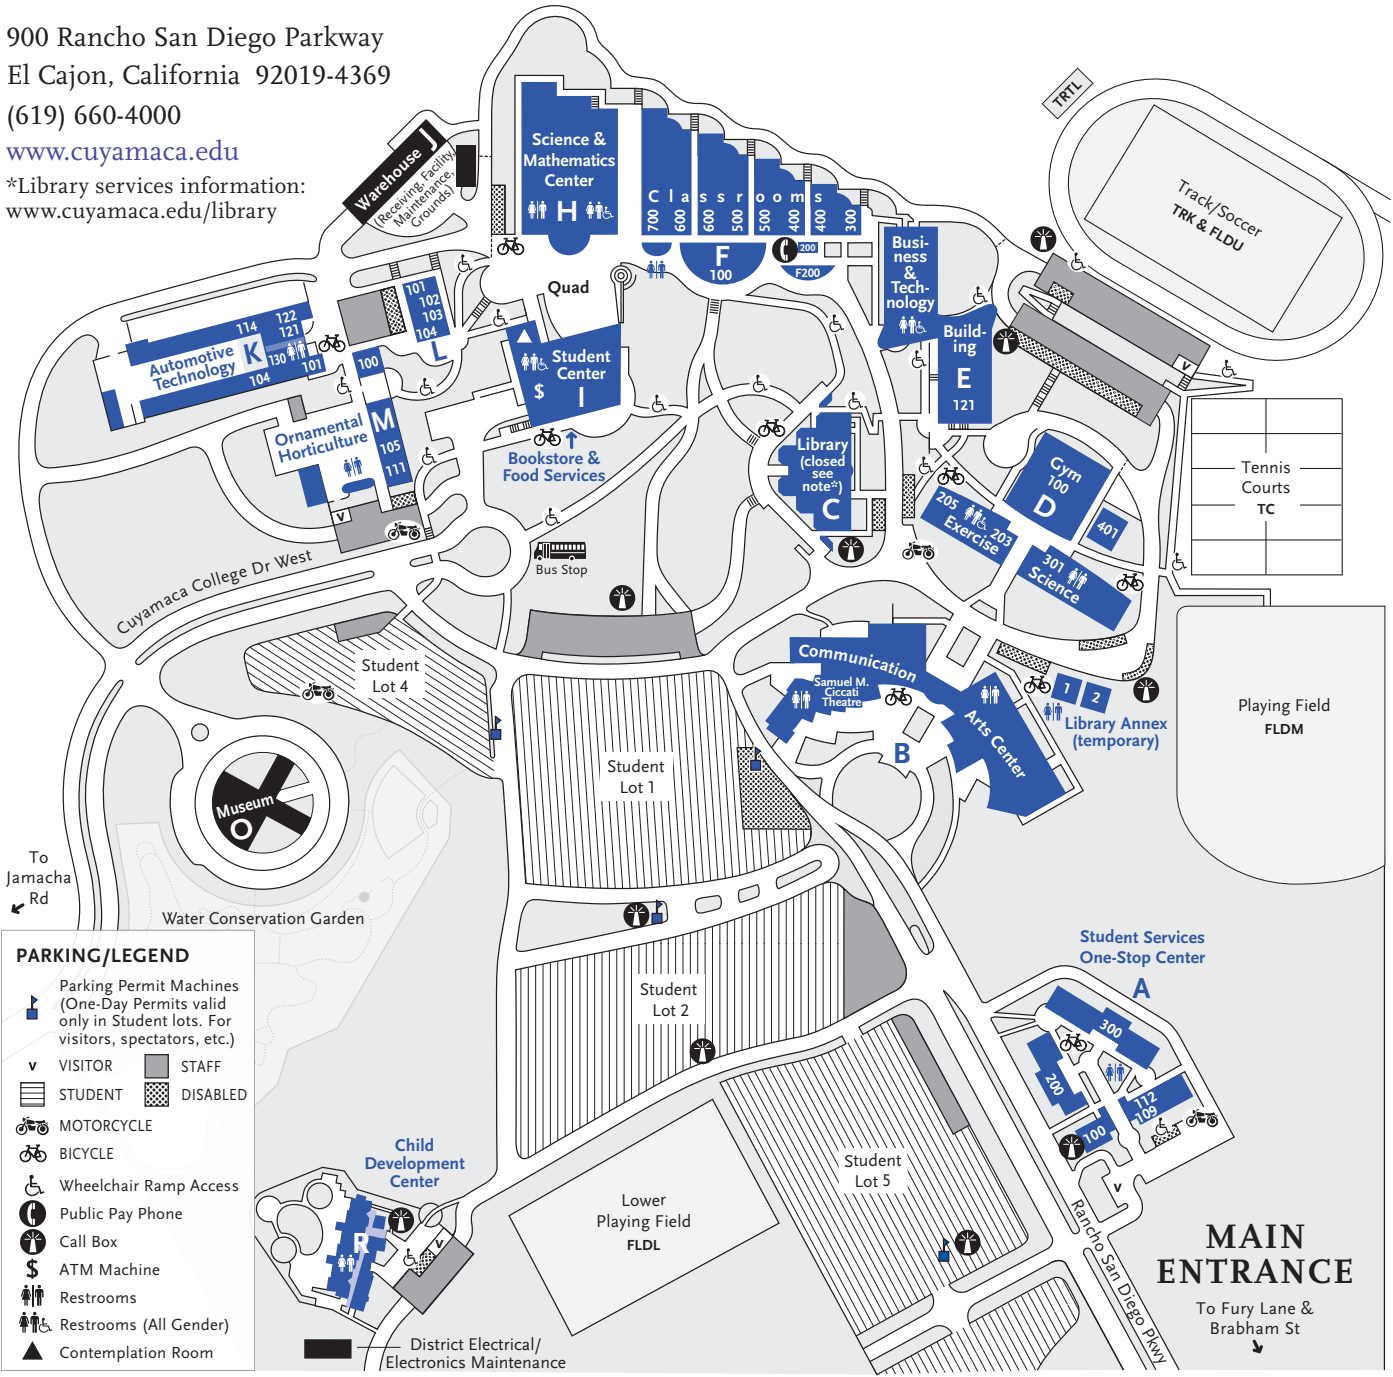 900 Rancho San Diego Parkway
El Cajon, California 92019-4369
(619) 660-4000
www.cuyamaca.edu
*Library services information:
www.cuyamaca.edu/library
TRTL
Track/Soccer
TRK & FLDU
Warehouse J
(Receiving, Facility,
Maintenance,
Grounds)
Science &
Mathematics
Center
H
Classrooms
700
600
600
500
500
400
400
300
F
100
200
F200
Quad
Busi-
ness
&
Tech-
nology
Build-
ing
E
121
101
102
103
104
L
114
122
121
Automotive
Technology
K
130
101
104
100
Student
Center
I
$
Ornamental
Horticulture
M
105
111
V
Bookstore &
Food Services
Library
(closed
see
note*)
C
Gym
100
D
401
205
203
Exercise
301
Science
V
Tennis
Courts
TC
Bus Stop
Cuyamaca College Dr West
Student
Lot 4
Communication
Samuel M.
Ciccati
Theatre
Arts Center
B
1
2
Library Annex
(temporary)
Playing Field
FLDM
Student
Lot 1
Museum
O
To
Jamacha
Rd
Water Conservation Garden
Student
Lot 2
Student Services
One-Stop Center
A
300
200
112
109
100
V
Student
Lot 5
Rancho San Diego Pkwy
MAIN
ENTRANCE
To Fury Lane &
Brabham St
Child
Development
Center
R
V
Lower
Playing Field
FLDL
District Electrical/
Electronics Maintenance
PARKING/LEGEND
Parking Permit Machines
(One-Day Permits valid
only in Student lots. For
visitors, spectators, etc.)
V VISITOR
STAFF
STUDENT
DISABLED
MOTORCYCLE
BICYCLE
Wheelchair Ramp Access
Public Pay Phone
Call Box
$ ATM Machine
Restrooms
Restrooms (All Gender)
Contemplation Room